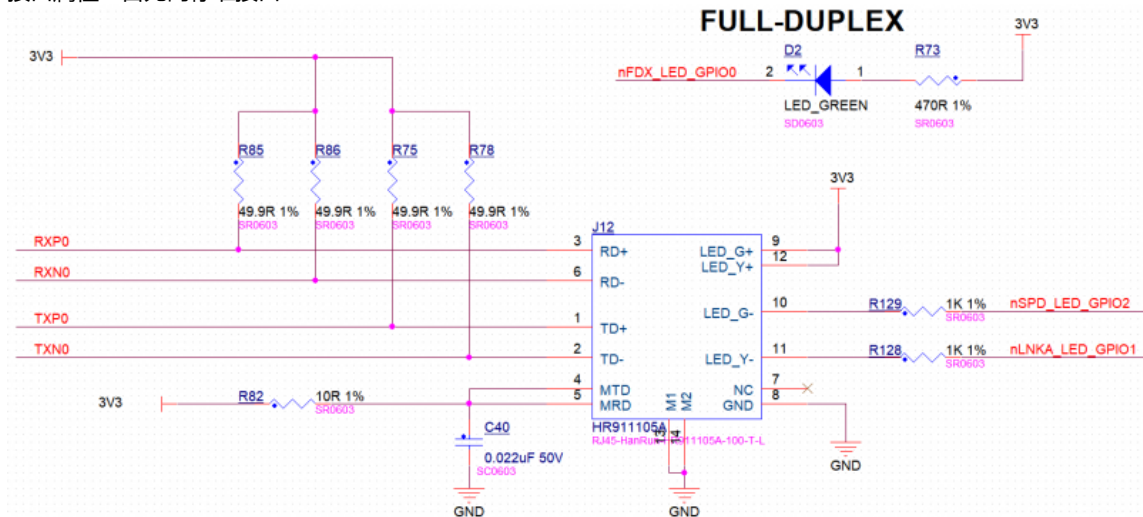 FULL-DUPLEX
3V3
3V3
D2
R73
nFDX_LED_GPIO0
2
1
LED_GREEN
470R 1%
SD0603
SR0603
R85
R86
R75
R78
3V3
49.9R 1%
49.9R 1%
49.9R 1%
49.9R 1%
SR0603
SR0603
SR0603
SR0603
J12
RXP0
3
RD+
LED_G+
9
LED_Y+
12
RXN0
6
RD-
LED_G-
10
R129
1K 1%
nSPD_LED_GPIO2
SR0603
TXP0
1
TD+
TXN0
2
TD-
LED_Y-
11
R128
1K 1%
nLNKA_LED_GPIO1
SR0603
4
MTD
NC
7
3V3
R82
10R 1%
5
MRD
M1
M2
GND
8
SR0603
HR911105A
13
14
C40
0.022uF 50V
SC0603
GND
GND
GND